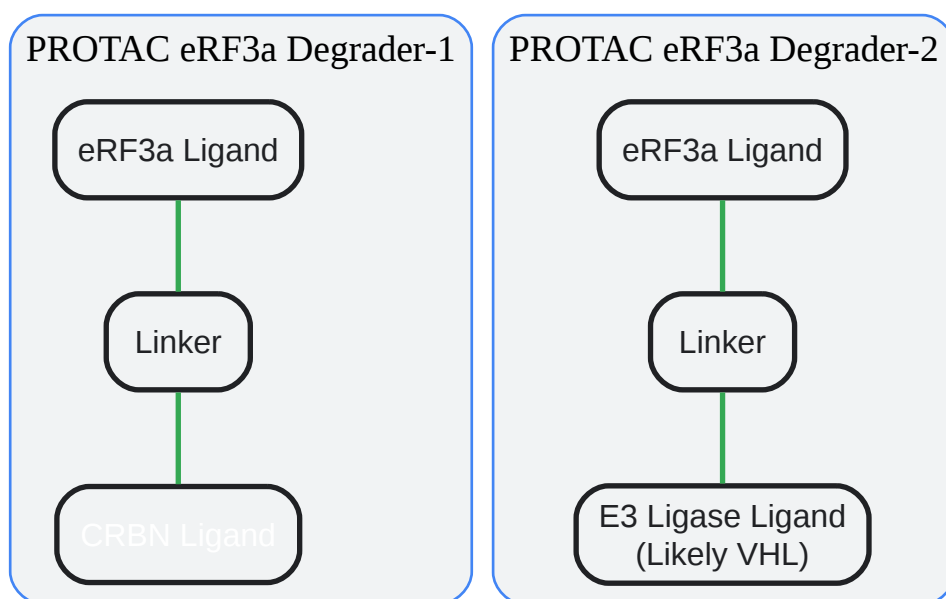 PROTAC eRF3a Degrader-1
eRF3a Ligand
Linker
CRBN Ligand
PROTAC eRF3a Degrader-2
eRF3a Ligand
Linker
E3 Ligase Ligand
(Likely VHL)